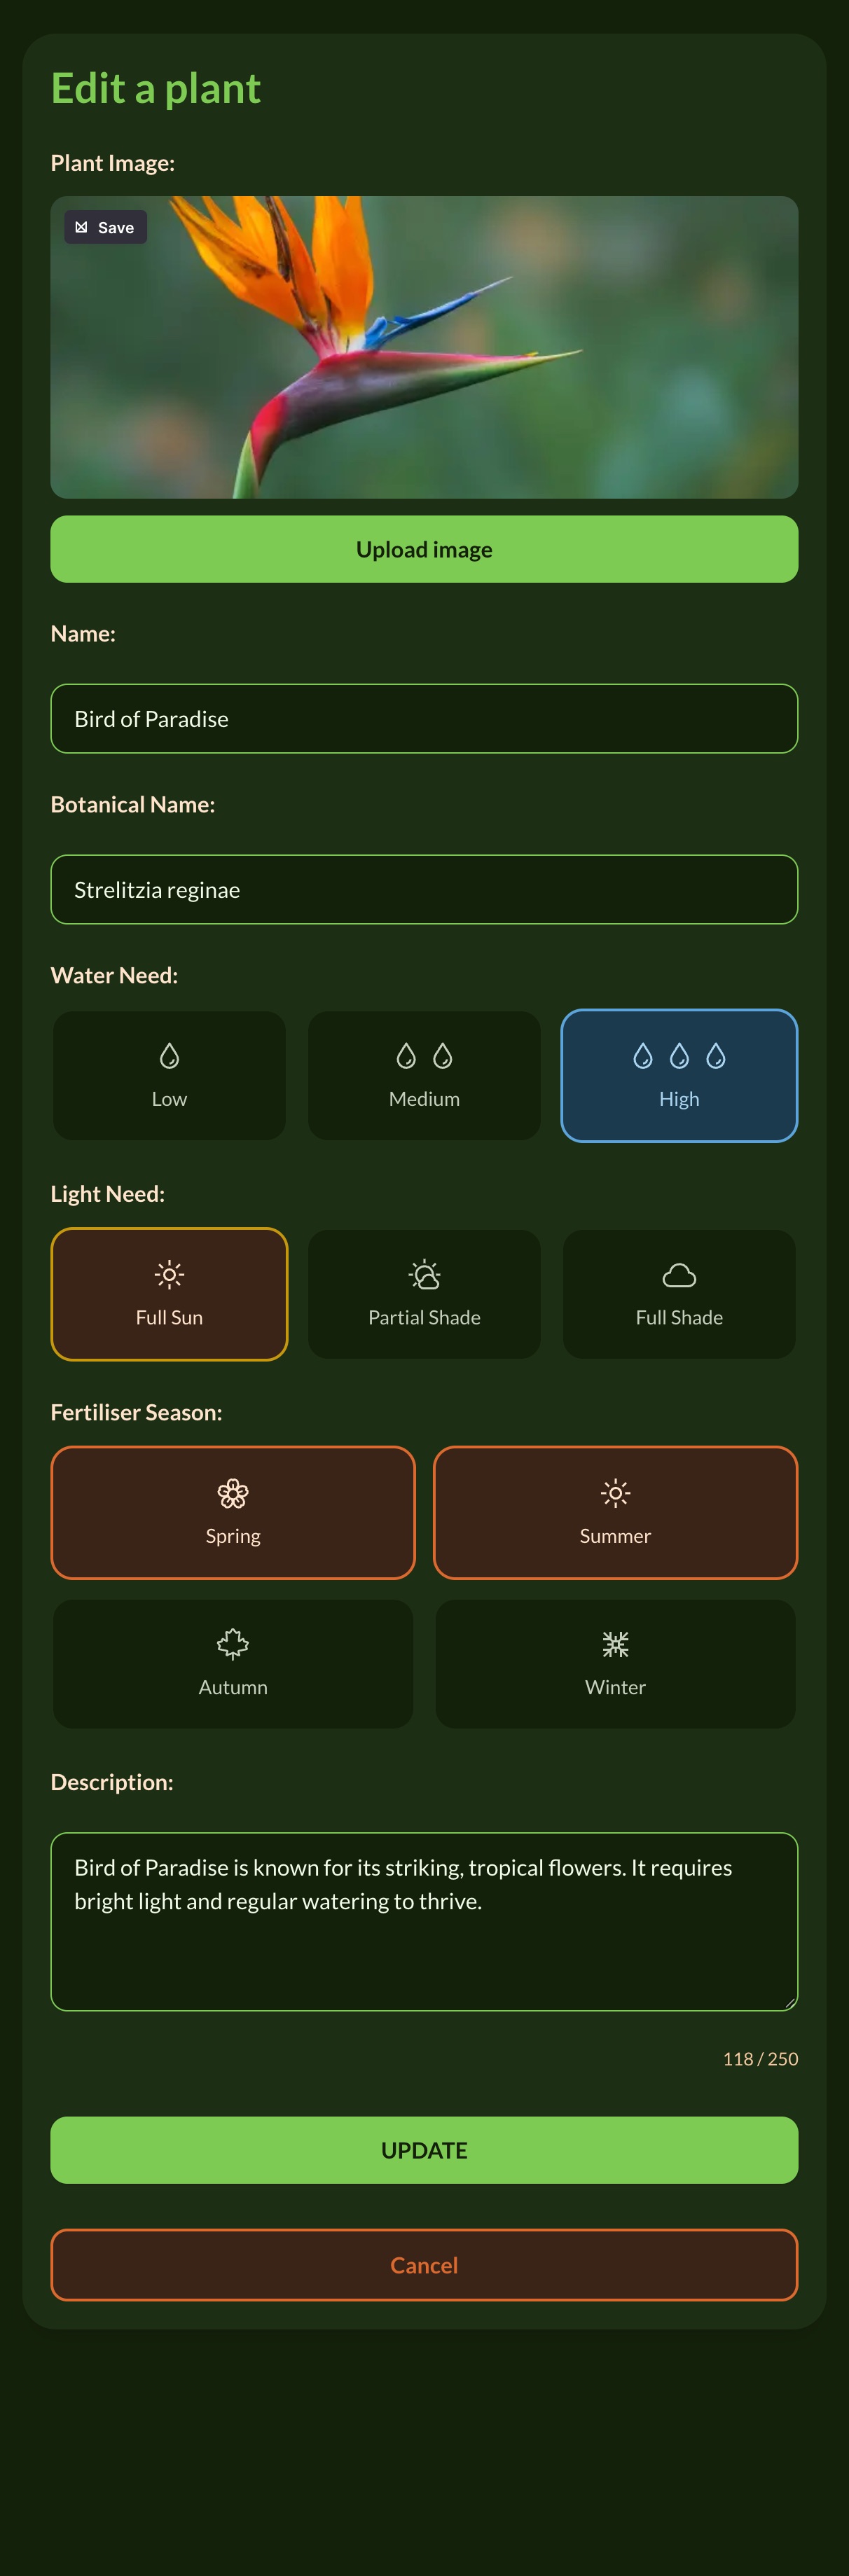 Edit a plant
Plant Image:
Save
Upload image
Name:
Bird of Paradise
Botanical Name:
Strelitzia reginae
Water Need:
Low
Medium
High
Light Need:
Full Sun
Partial Shade
Full Shade
Fertiliser Season:
Spring
Summer
Autumn
Winter
Description:
Bird of Paradise is known for its striking, tropical flowers. It requires
bright light and regular watering to thrive.
118 / 250
UPDATE
Cancel